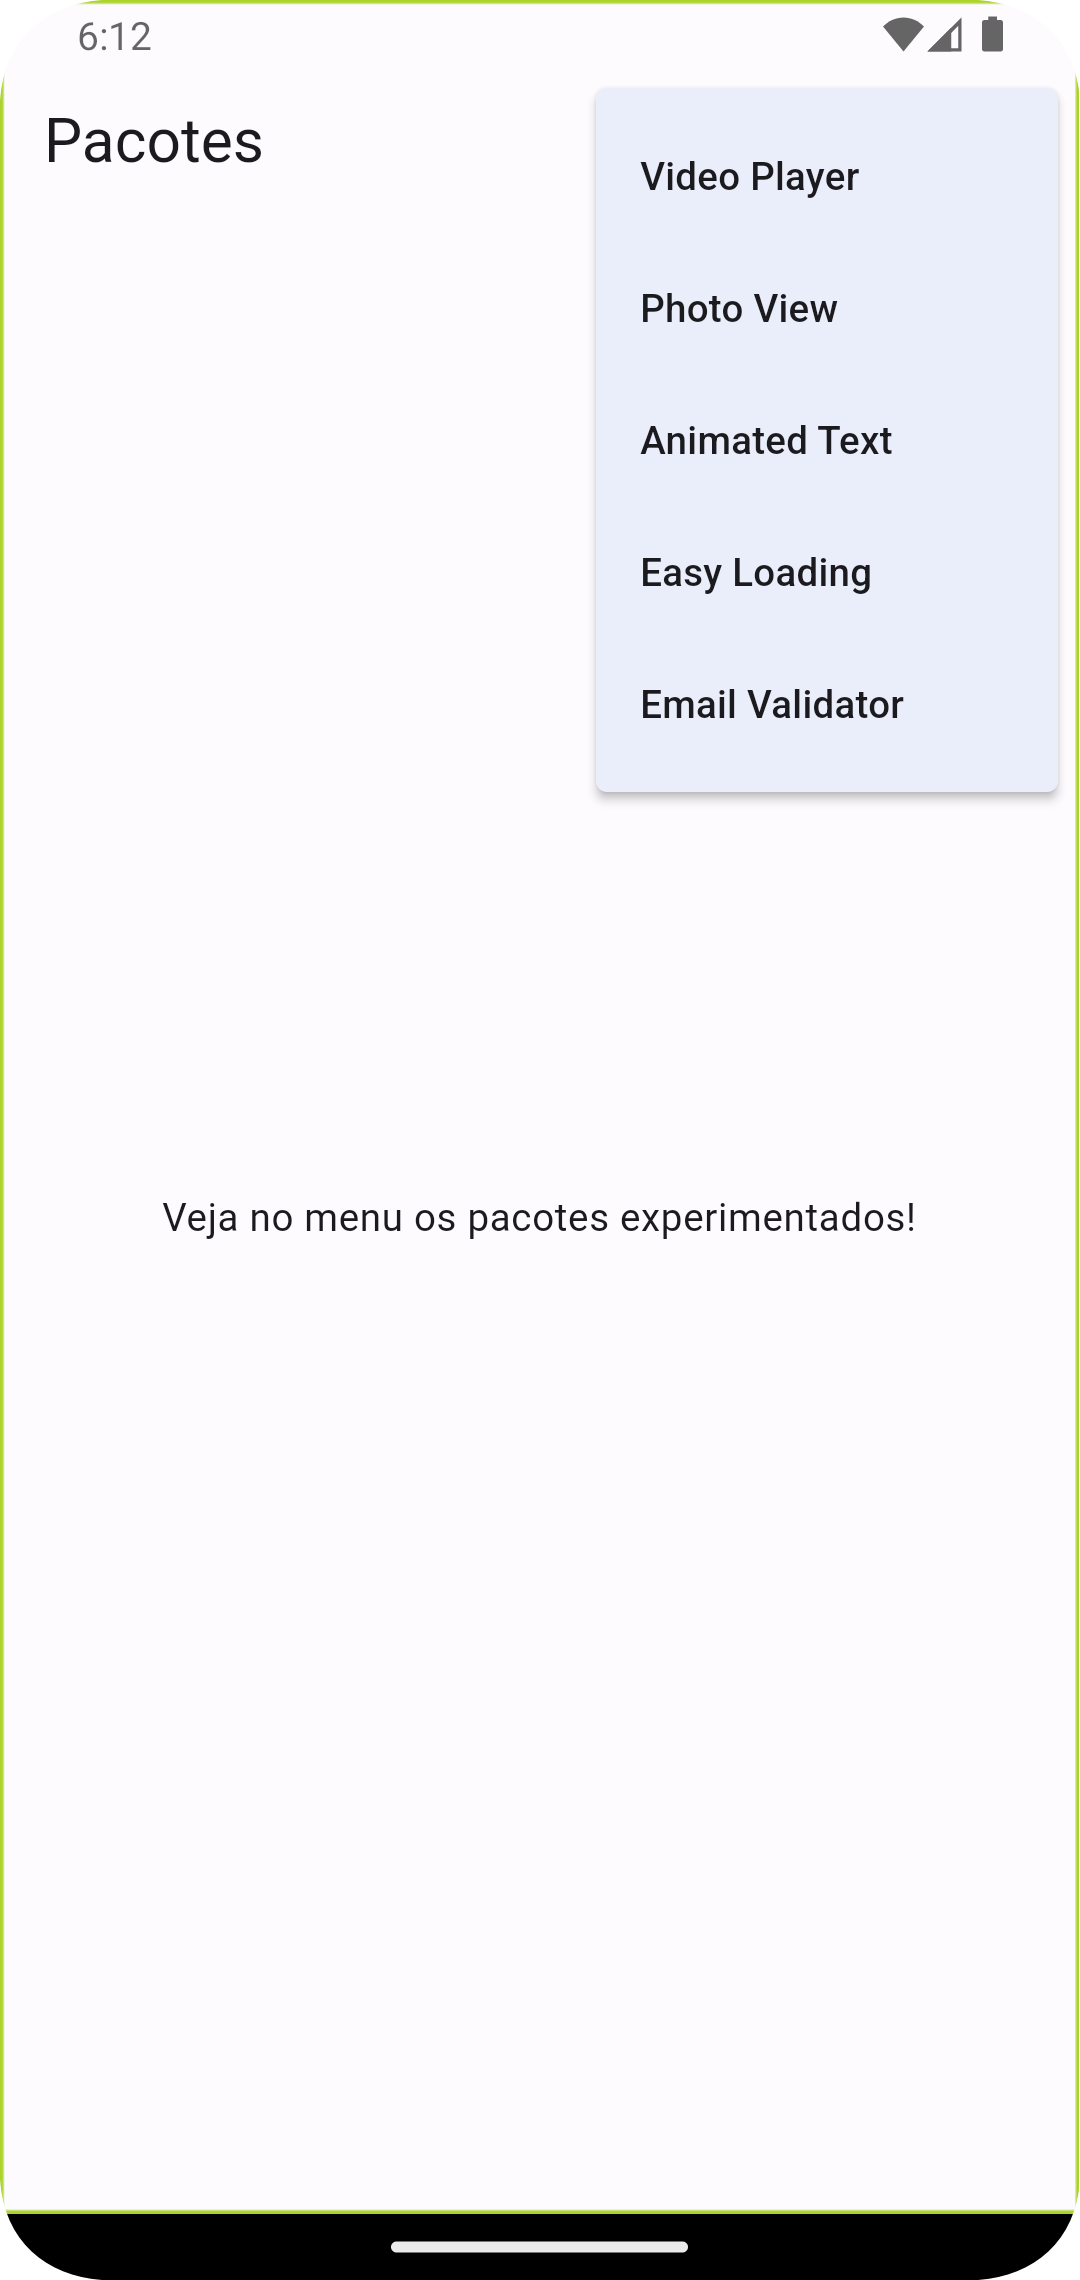 6:12
Pacotes
Video Player
Photo View
Animated Text
Easy Loading
Email Validator
Veja no menu os pacotes experimentados!